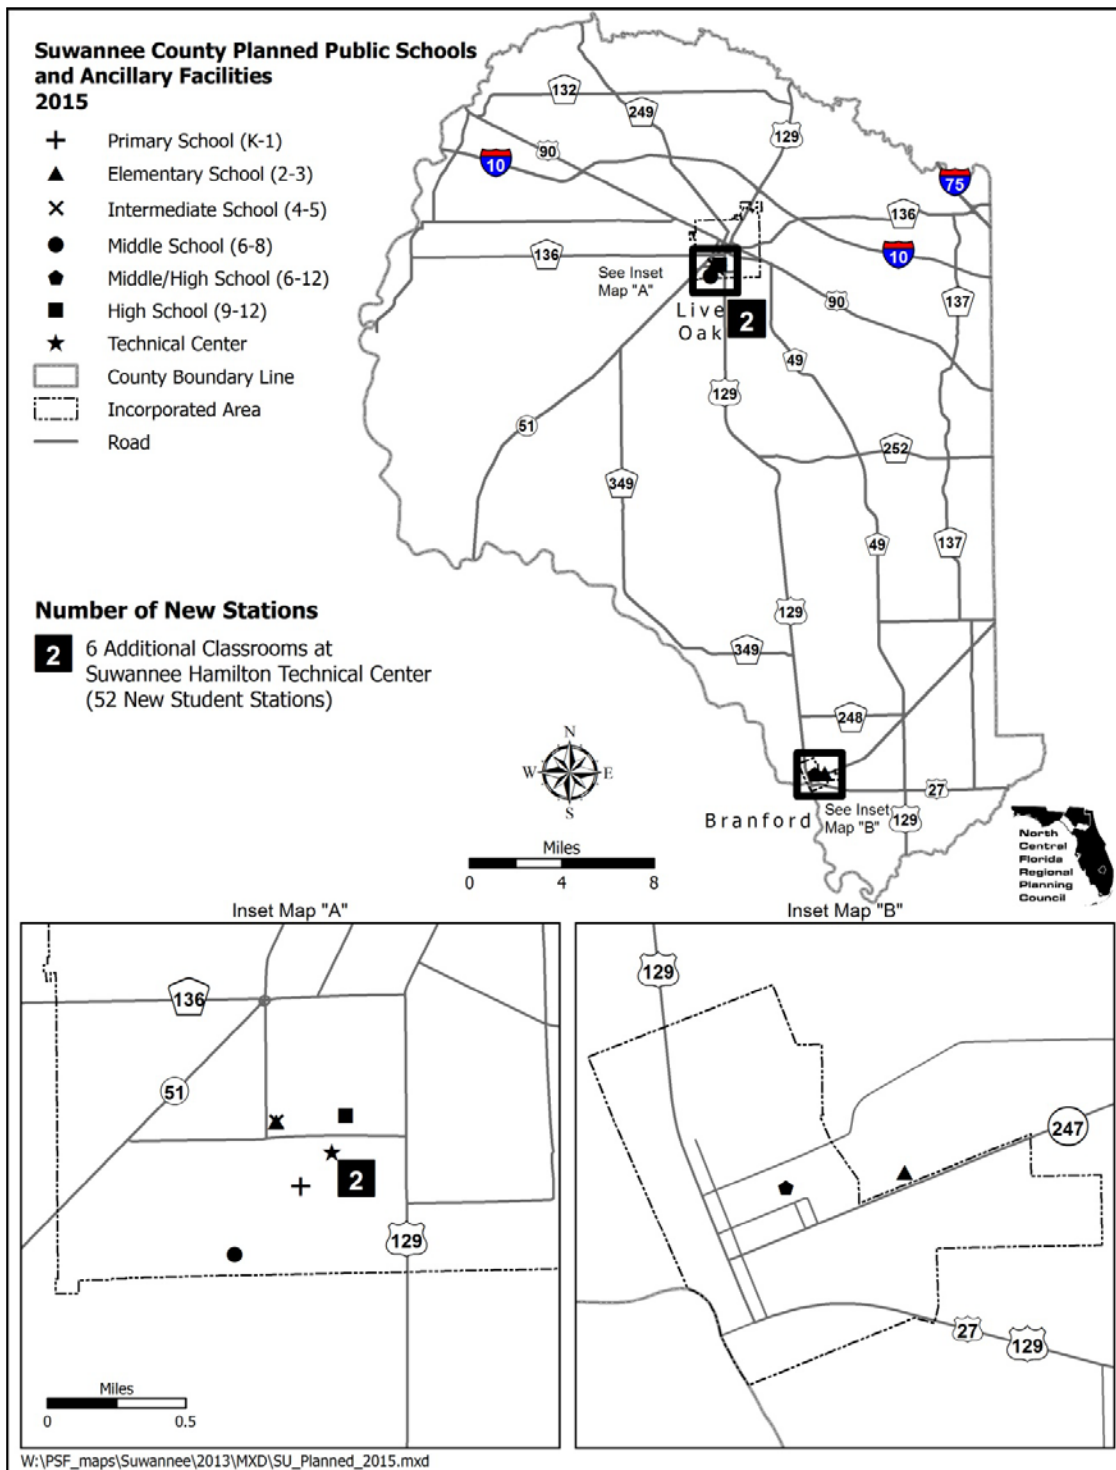 Suwannee County Planned Public Schools
and Ancillary Facilities
2015
Primary School (K-1)
Elementary School (2-3)
Intermediate School (4-5)
Middle School (6-8)
Middle/High School (6-12)
High School (9-12)
Technical Center
County Boundary Line
Incorporated Area
Road
132
249
129
90
10
75
136
136
10
See Inset
Map "A"
Live
Oak
2
90
137
49
129
51
252
349
49
137
129
349
248
27
129
Branford
See Inset
Map "B"
Number of New Stations
2
6 Additional Classrooms at
Suwannee Hamilton Technical Center
(52 New Student Stations)
N
W
E
S
Miles
0
4
8
North
Central
Florida
Regional
Planning
Council
Inset Map "A"
136
51
2
129
Miles
0
0.5
Inset Map "B"
129
247
27
129
W:\PSF_maps\Suwannee\2013\MXD\SU_Planned_2015.mxd